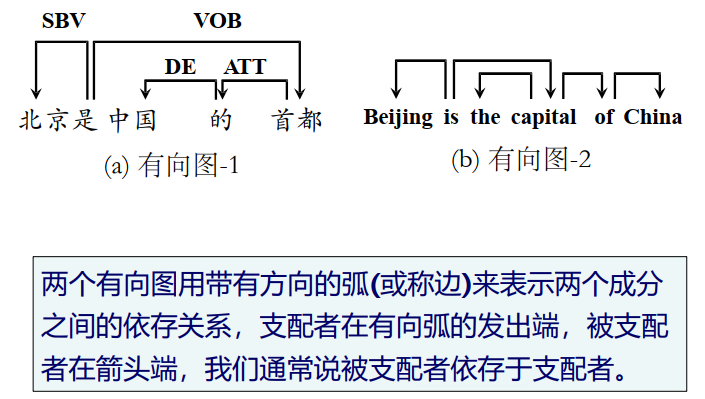 SBV VOB
DE ATT
北京是 中国 的 首都
(a) 有向图-1
Beijing is the capital of China
(b) 有向图-2
两个有向图用带有方向的弧(或称边)来表示两个成分
之间的依存关系，支配者在有向弧的发出端，被支配
者在箭头端，我们通常说被支配者依存于支配者。